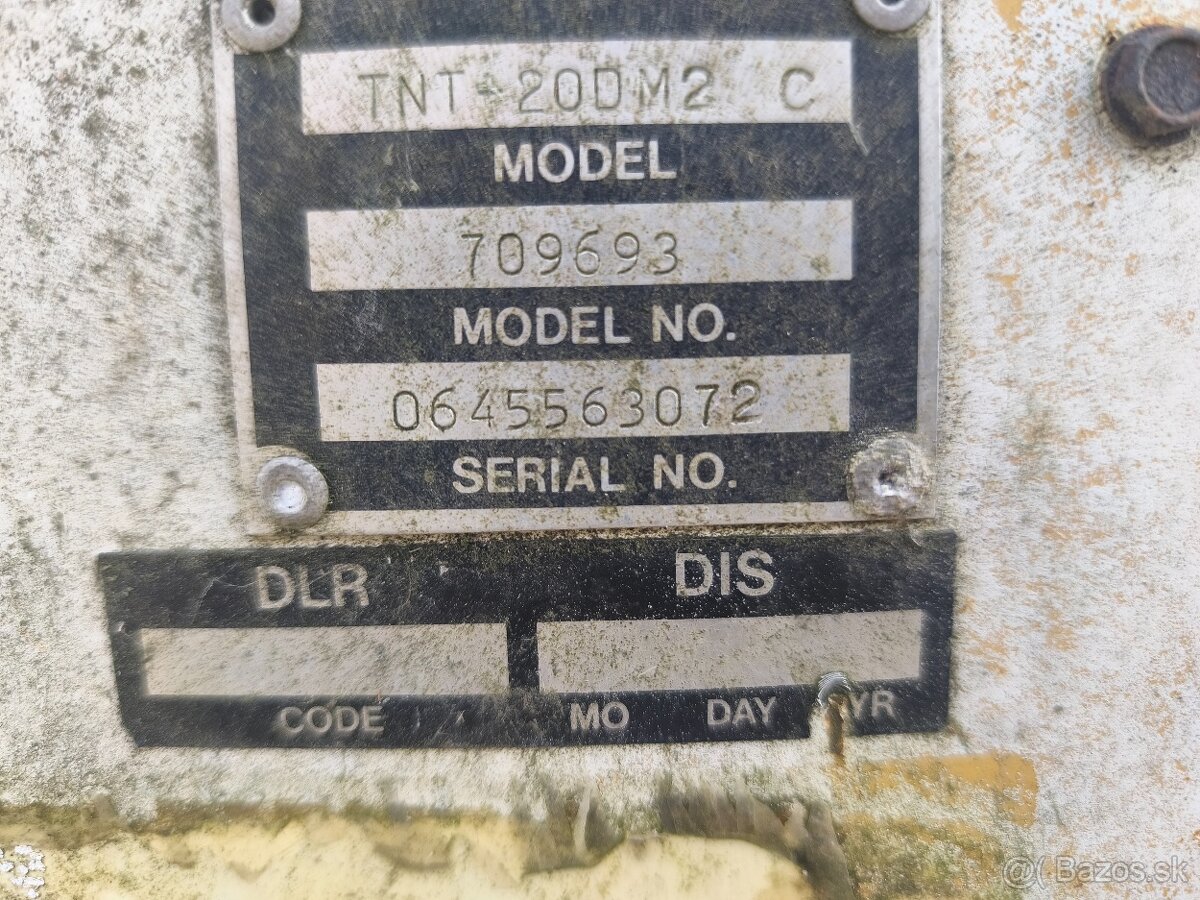 TNT-20DM2 C
MODEL
709693
MODEL NO.
0645563072
SERIAL NO.
DLR DIS
CODE MO DAY YR
@( Bazos.sk